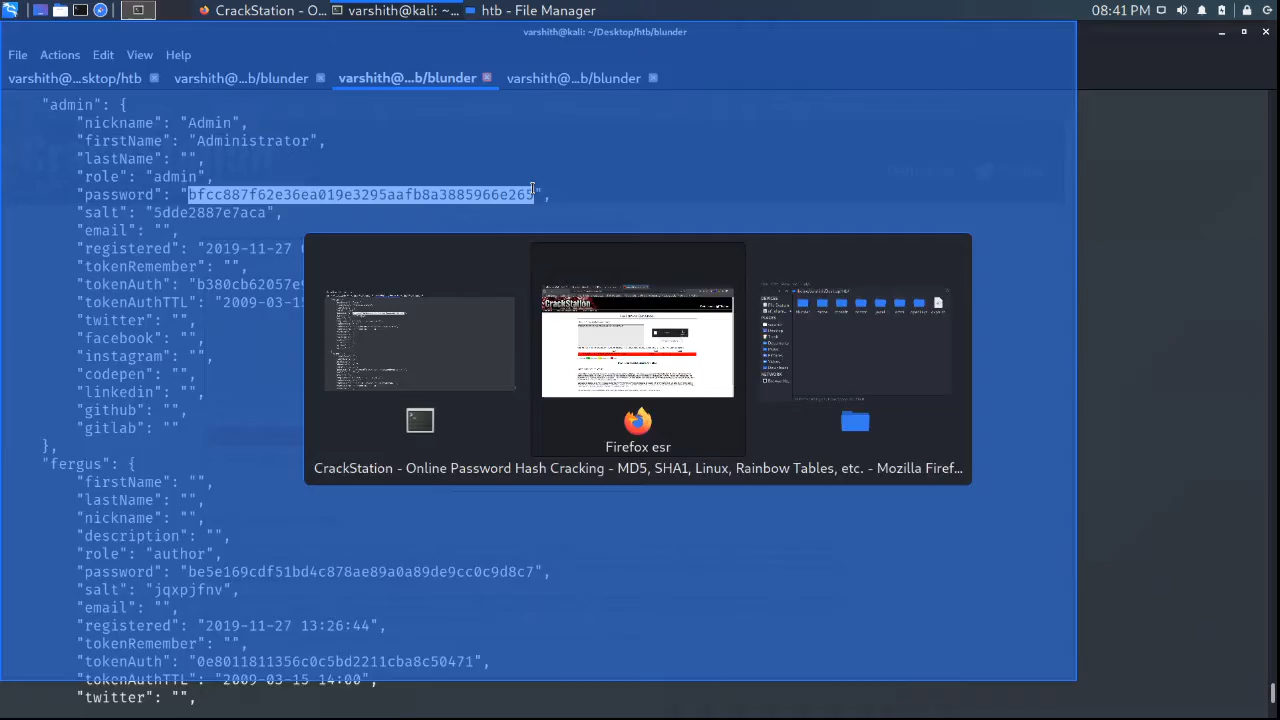 CrackStation - O...
varshith@kali: ~...
htb - File Manager
08:41 PM
varshith@kali: ~/Desktop/htb/blunder
File Actions Edit View Help
varshith@...sktop/htb
varshith@...b/blunder
varshith@...b/blunder
varshith@...b/blunder
"admin": {
"nickname": "Admin",
"firstName": "Administrator",
"lastName": "",
"role": "admin",
"password": "bfcc887f62e36ea019e3295aafb8a3885966e265",
"salt": "5dde2887e7aca",
"email": "",
"registered": "2019-11-27
"tokenRemember": "",
"tokenAuth": "b380cb62057e9
"tokenAuthTTL": "2009-03-15
"twitter": "",
"facebook": "",
"instagram": "",
"codepen": "",
"linkedin": "",
"github": "",
"gitlab": ""
},
"fergus": {
"firstName": "",
"lastName": "",
"nickname": "",
"description": "",
"role": "author",
"password": "be5e169cdf51bd4c878ae89a0a89de9cc0c9d8c7",
"salt": "jqxpjfnv",
"email": "",
"registered": "2019-11-27 13:26:44",
"tokenRemember": "",
"tokenAuth": "0e8011811356c0c5bd2211cba8c50471",
"tokenAuthTTL": "2009-03-15 14:00",
"twitter": "",
CrackStation
Firefox esr
CrackStation - Online Password Hash Cracking - MD5, SHA1, Linux, Rainbow Tables, etc. - Mozilla Firef...